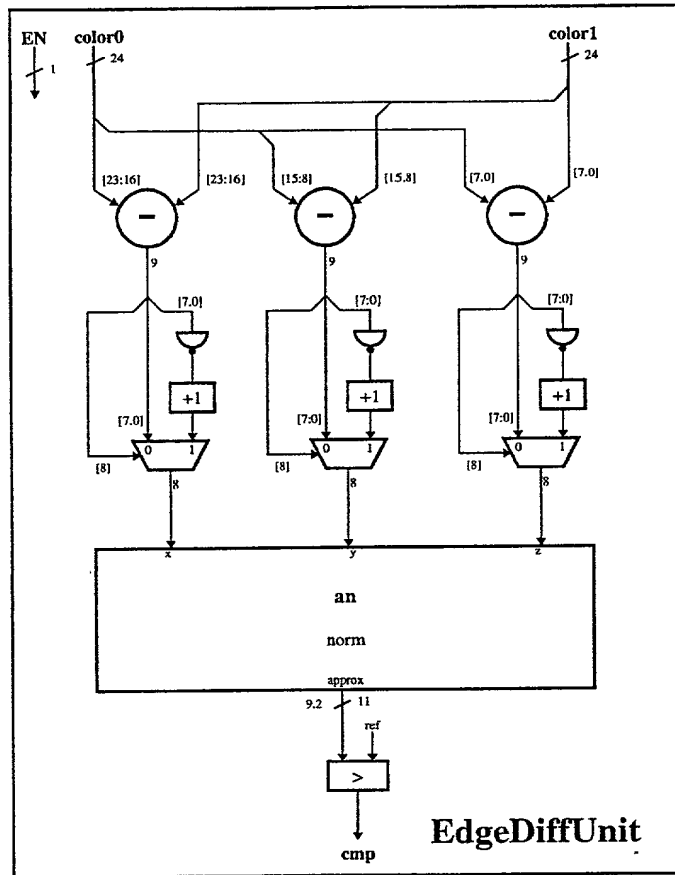 EN color0 color1
1 24 24
[23:16] [23:16] [15:8] [15.8] [7.0] [7.0]
− − −
9 9 9
[7.0] [7:0] [7:0]
+1 +1 +1
[7.0] [7:0] [7:0]
0 1 0 1 0 1
[8] [8] [8]
8 8 8
x y z
an
norm
approx
9.2 11
ref
>
EdgeDiffUnit
cmp